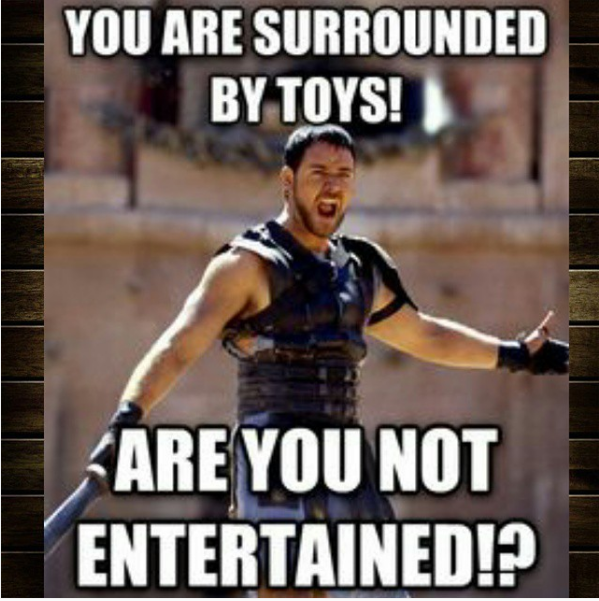 YOU ARE SURROUNDED
BY TOYS!
ARE YOU NOT
ENTERTAINED!?